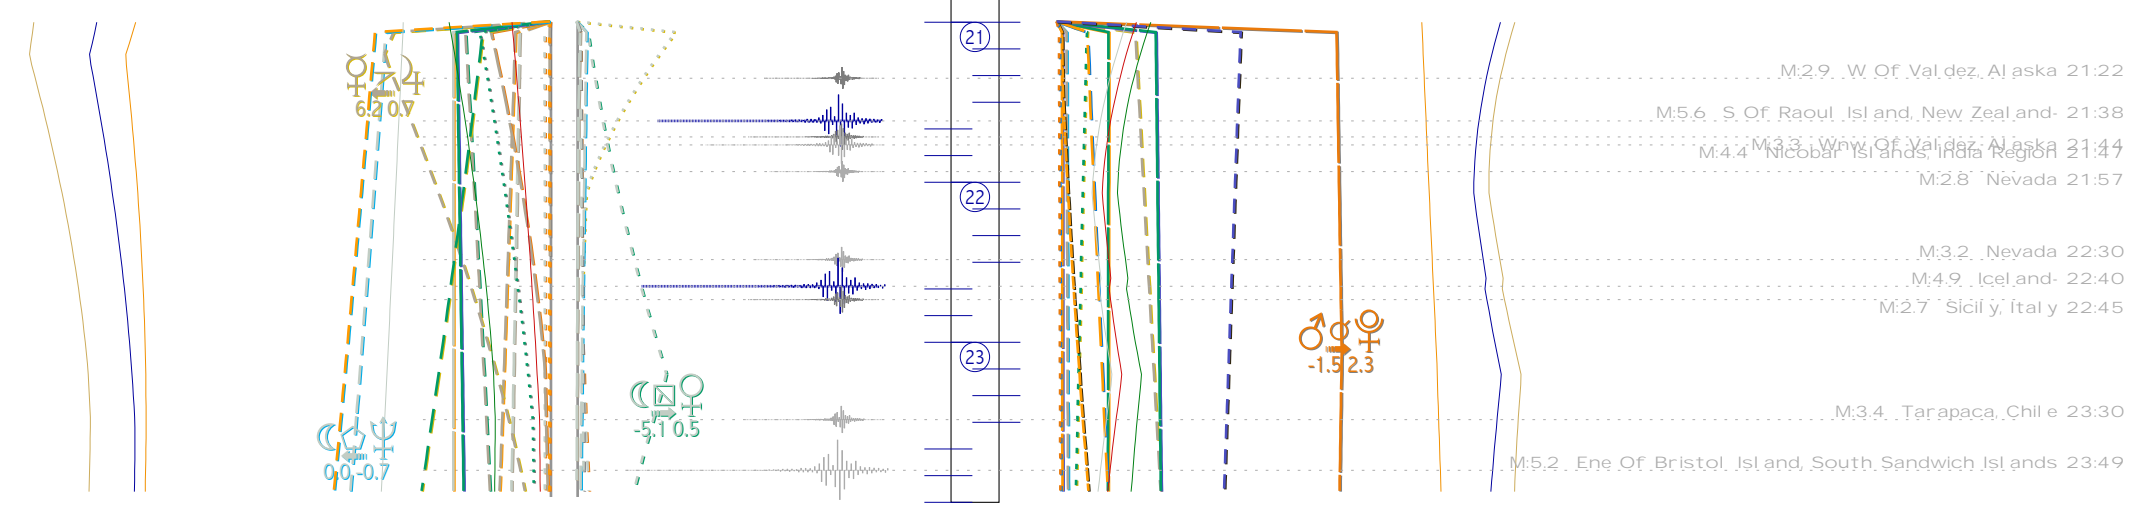 21
M:2.9 W Of Valdez, Alaska 21:22
6.2 0.7
M:5.6 S Of Raoul Island, New Zealand- 21:38
M:3.3 Wnw Of Valdez, Alaska 21:44
M:4.4 Nicobar Islands, India Region 21:47
M:2.8 Nevada 21:57
22
M:3.2 Nevada 22:30
M:4.9 Iceland- 22:40
M:2.7 Sicily, Italy 22:45
23
-1.5 2.3
M:3.4 Tarapaca, Chile 23:30
-5.1 0.5
M:5.2 Ene Of Bristol Island, South Sandwich Islands 23:49
0.0,-0.7